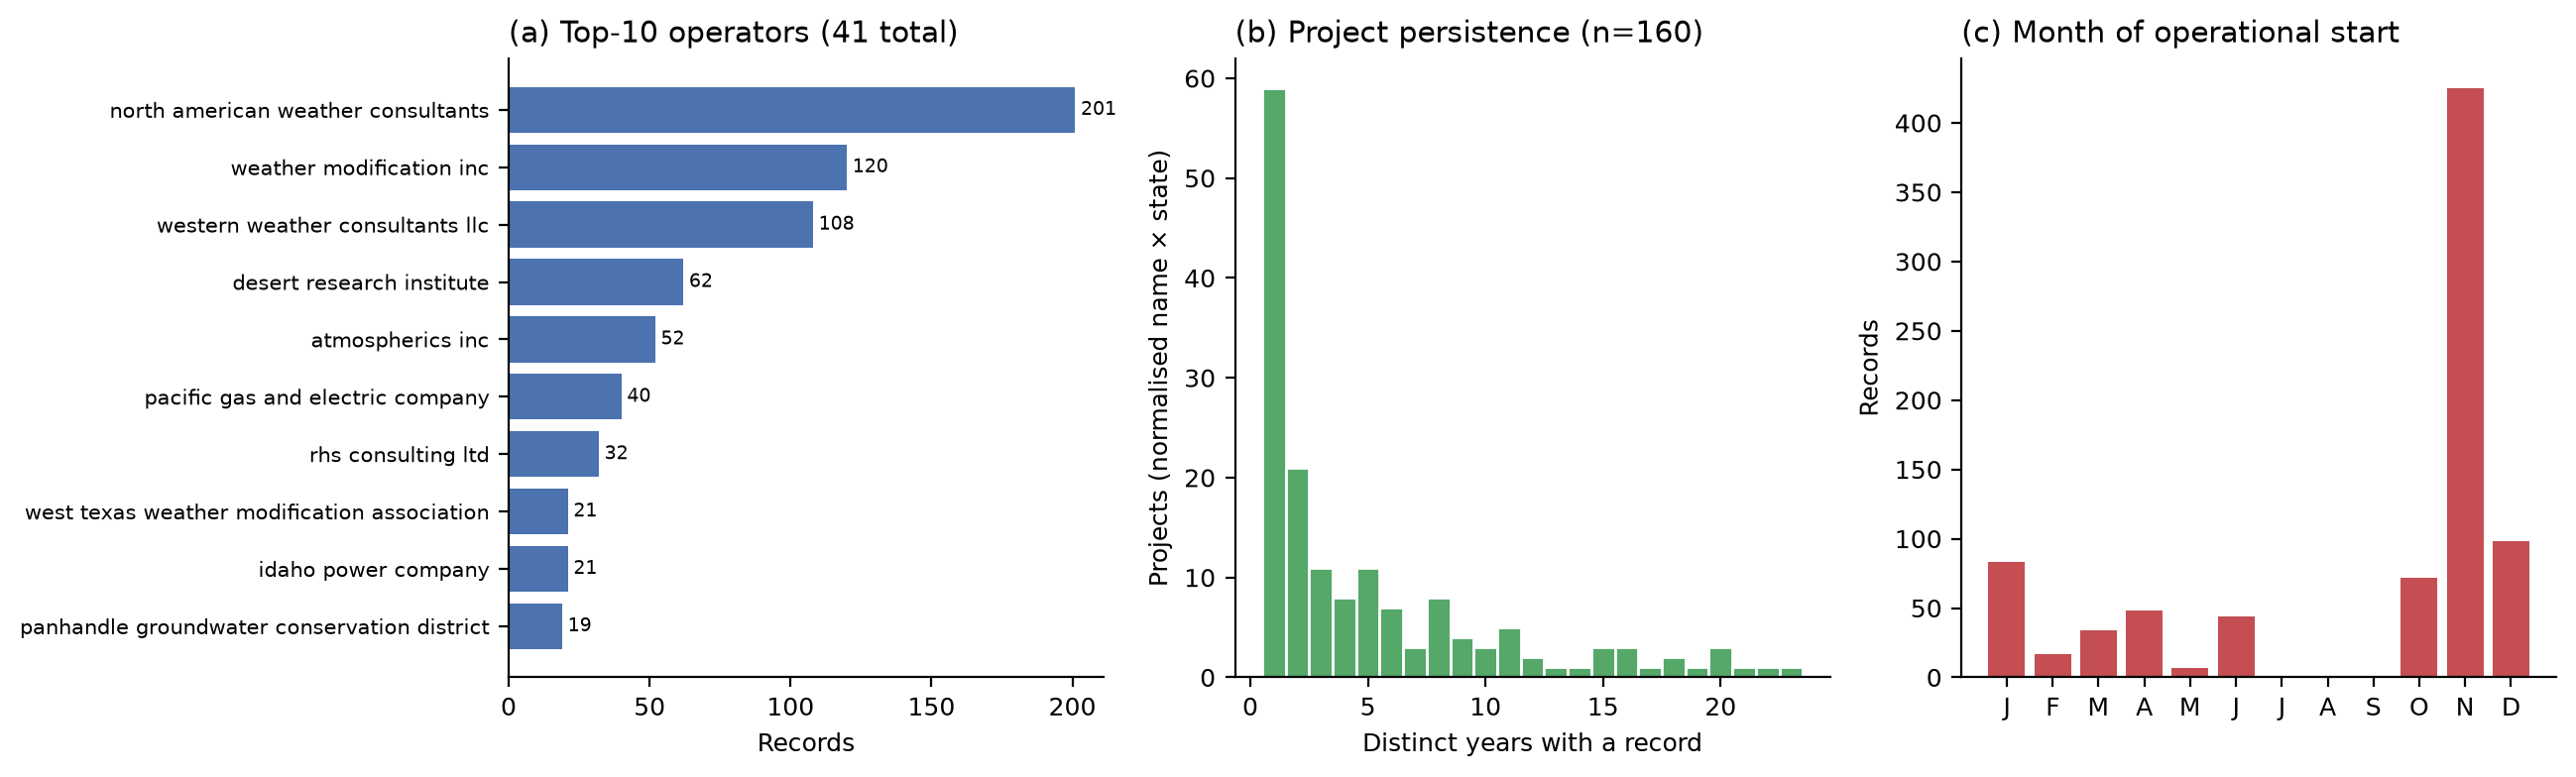 (a) Top-10 operators (41 total)
north american weather consultants
201
weather modification inc
120
western weather consultants llc
108
desert research institute
62
atmospherics inc
52
pacific gas and electric company
40
rhs consulting ltd
32
west texas weather modification association
21
idaho power company
21
panhandle groundwater conservation district
19
0 50 100 150 200
Records
(b) Project persistence (n=160)
Projects (normalised name × state)
60
50
40
30
20
10
0
0 5 10 15 20
Distinct years with a record
(c) Month of operational start
Records
400
350
300
250
200
150
100
50
0
J F M A M J J A S O N D